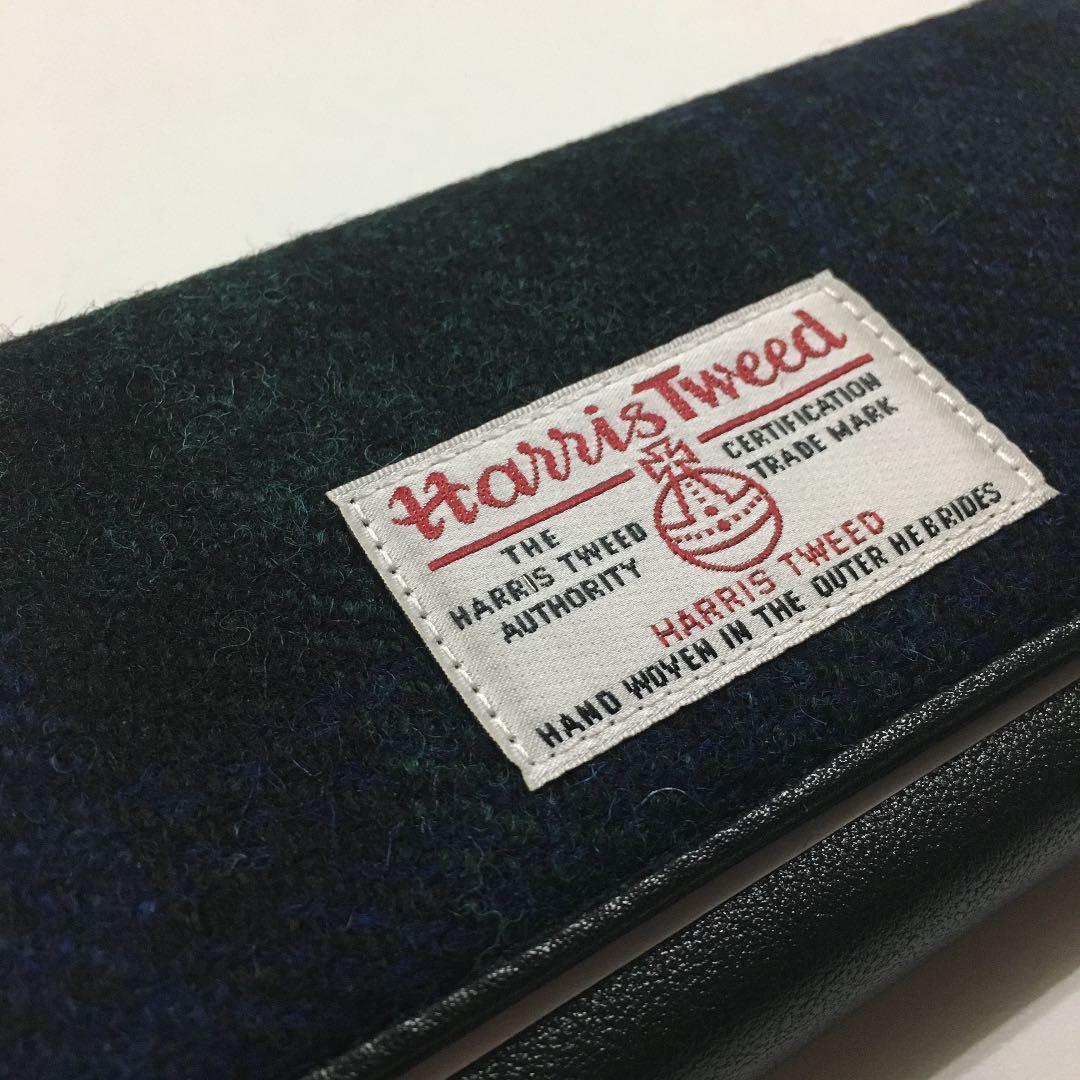 Harris Tweed
THE
HARRIS TWEED
AUTHORITY
CERTIFICATION
TRADE MARK
HARRIS TWEED
HAND WOVEN IN THE OUTER HEBRIDES